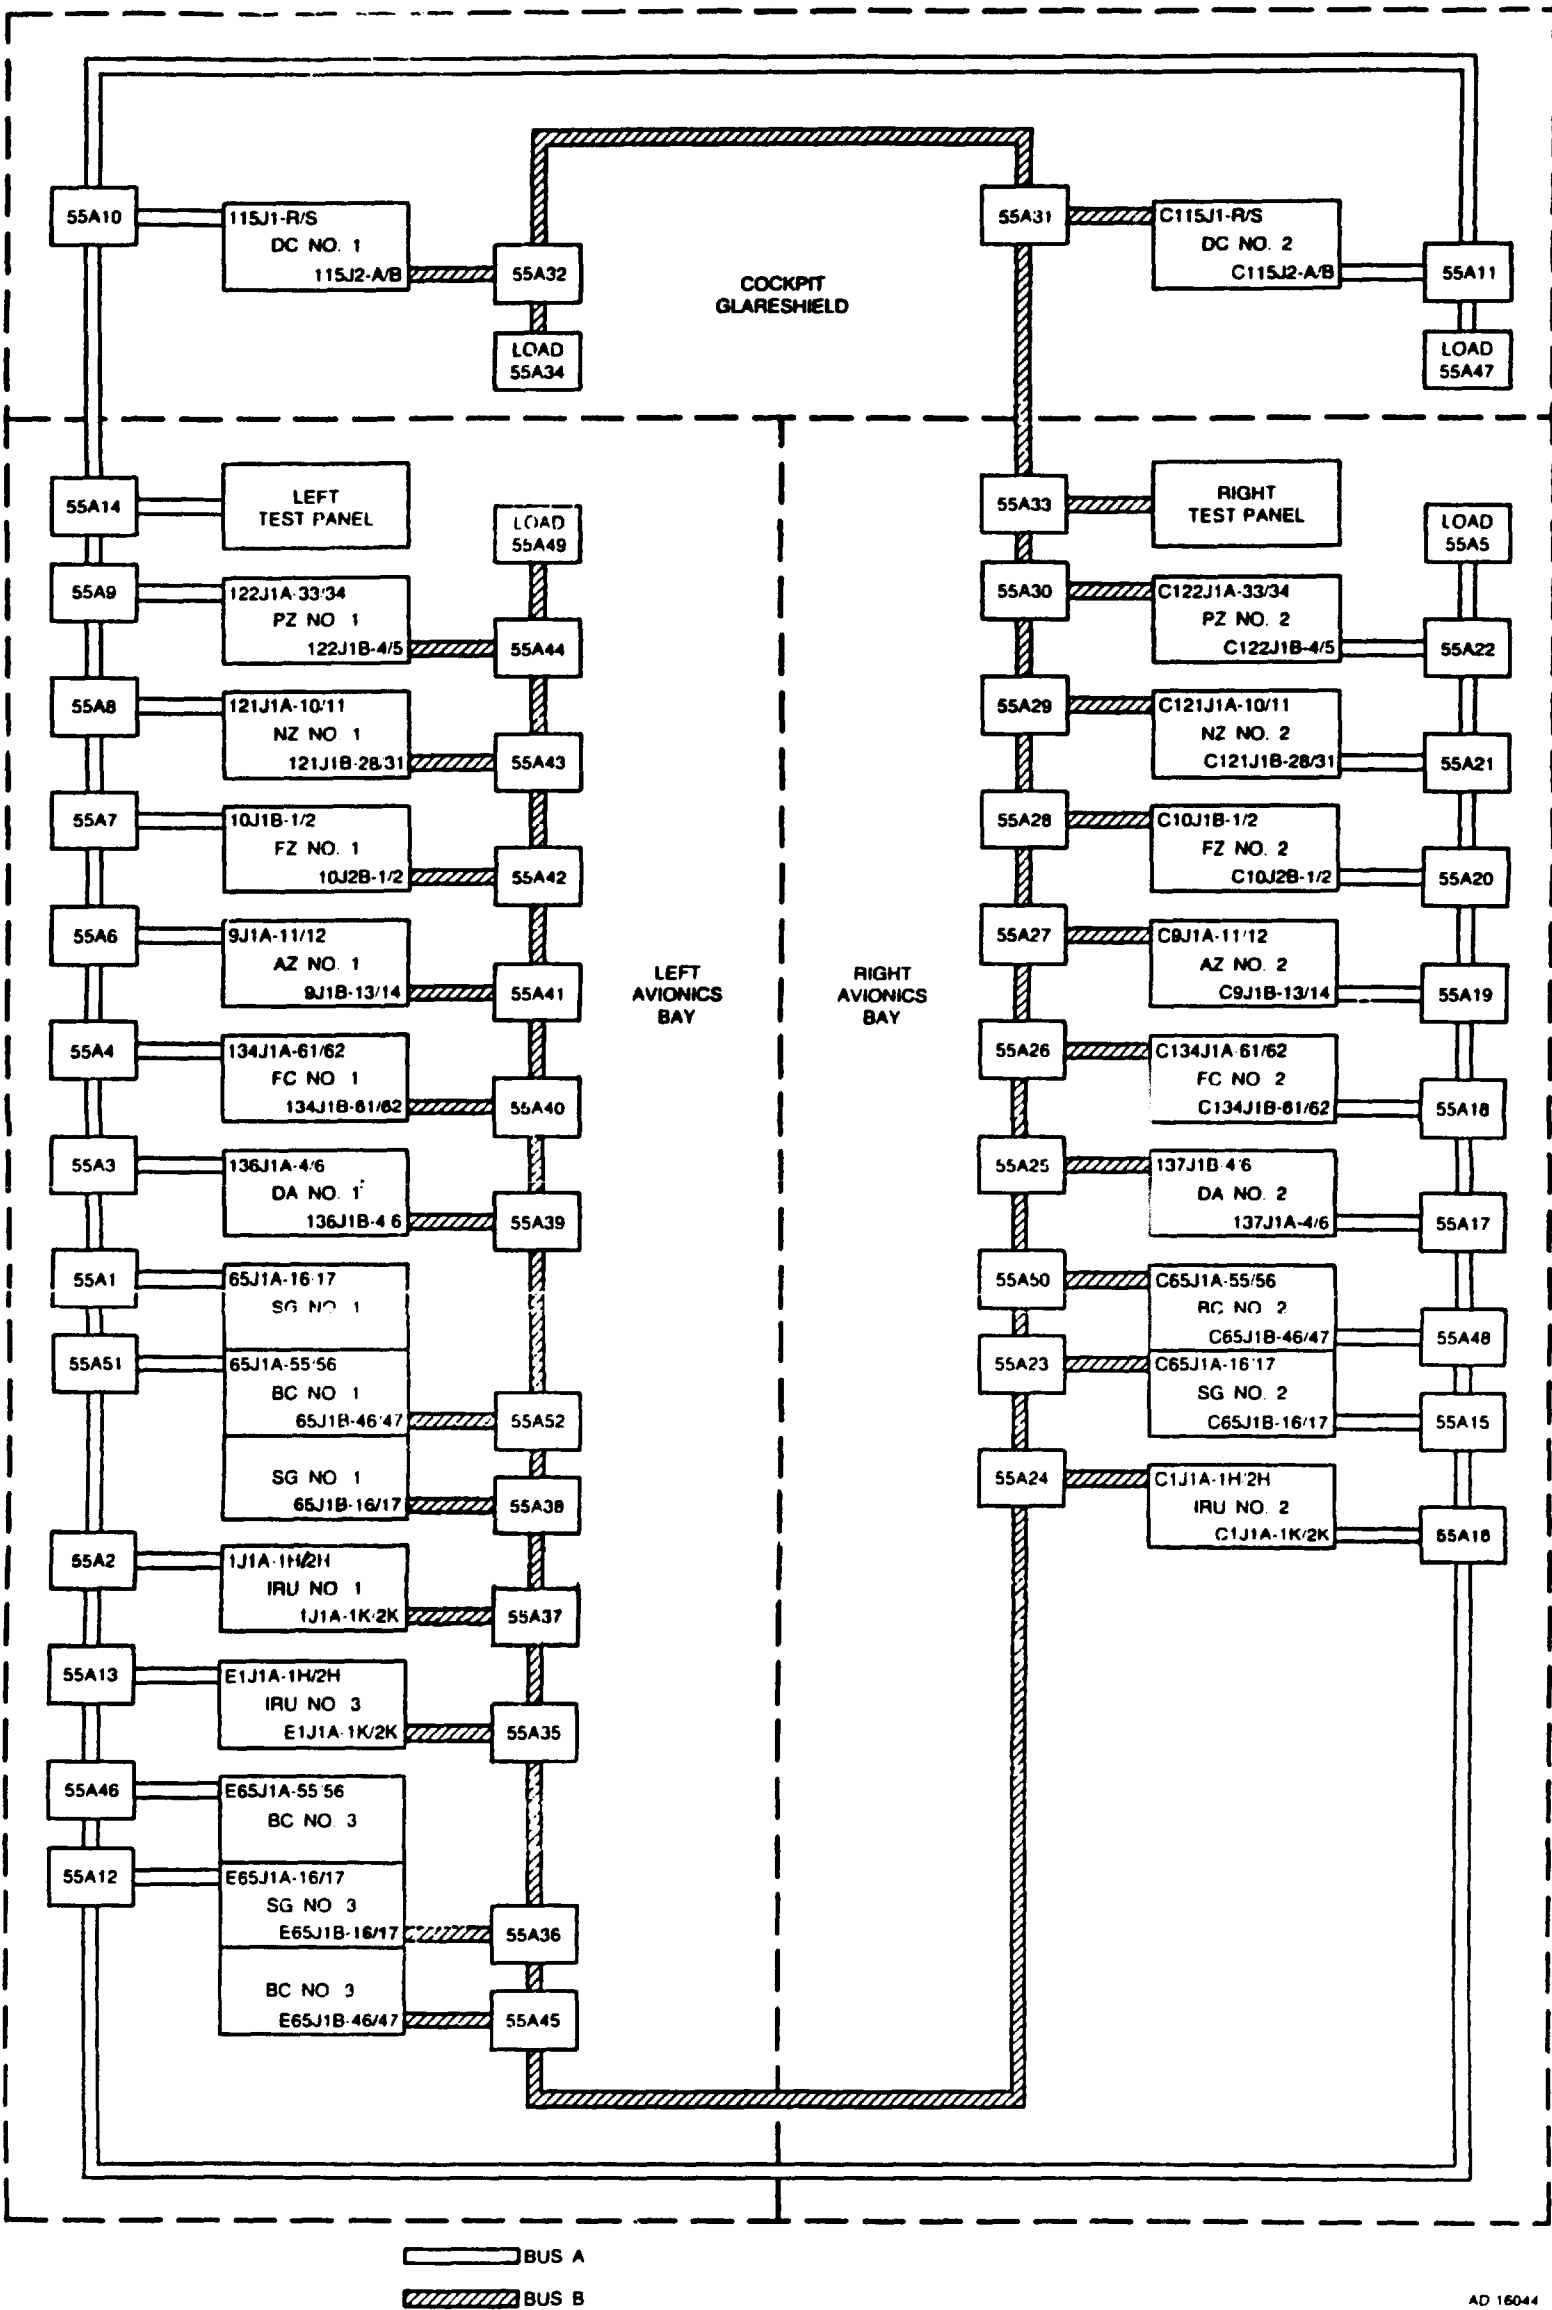 55A10
115J1-R/S
DC NO. 1
115J2-A/B
55A32
LOAD
55A34
COCKPIT
GLARESHIELD
55A31
C115J1-R/S
DC NO. 2
C115J2-A/B
55A11
LOAD
55A47
55A14
LEFT
TEST PANEL
LOAD
55A49
55A9
122J1A-33/34
PZ NO 1
122J1B-4/5
55A44
55A8
121J1A-10/11
NZ NO. 1
121J1B-28/31
55A43
55A7
10J1B-1/2
FZ NO. 1
10J2B-1/2
55A42
55A6
9J1A-11/12
AZ NO. 1
9J1B-13/14
55A41
55A4
134J1A-61/62
FC NO 1
134J1B-61/62
55A40
55A3
136J1A-4/6
DA NO. 1
136J1B-4 6
55A39
55A1
65J1A-16 17
SG NO. 1
55A51
65J1A-55 56
BC NO 1
65J1B-46 47
55A52
SG NO 1
65J1B-16/17
55A38
55A2
1J1A-1H/2H
IRU NO 1
1J1A-1K/2K
55A37
55A13
E1J1A-1H/2H
IRU NO 3
E1J1A-1K/2K
55A35
55A46
E65J1A-55 56
BC NO. 3
55A12
E65J1A-16/17
SG NO 3
E65J1B-16/17
55A36
BC NO 3
E65J1B-46/47
55A45
LEFT
AVIONICS
BAY
RIGHT
AVIONICS
BAY
55A33
RIGHT
TEST PANEL
LOAD
55A5
55A30
C122J1A-33/34
PZ NO. 2
C122J1B-4/5
55A22
55A29
C121J1A-10/11
NZ NO. 2
C121J1B-28/31
55A21
55A28
C10J1B-1/2
FZ NO. 2
C10J2B-1/2
55A20
55A27
C9J1A-11/12
AZ NO. 2
C9J1B-13/14
55A19
55A26
C134J1A-61/62
FC NO 2
C134J1B-61/62
55A18
55A25
137J1B 4 6
DA NO. 2
137J1A-4/6
55A17
55A50
C65J1A-55/56
BC NO. 2
C65J1B-46/47
55A48
55A23
C65J1A-16 17
SG NO. 2
C65J1B-16/17
55A15
55A24
C1J1A-1H/2H
IRU NO. 2
C1J1A-1K/2K
55A16
BUS A
BUS B
AD 16044